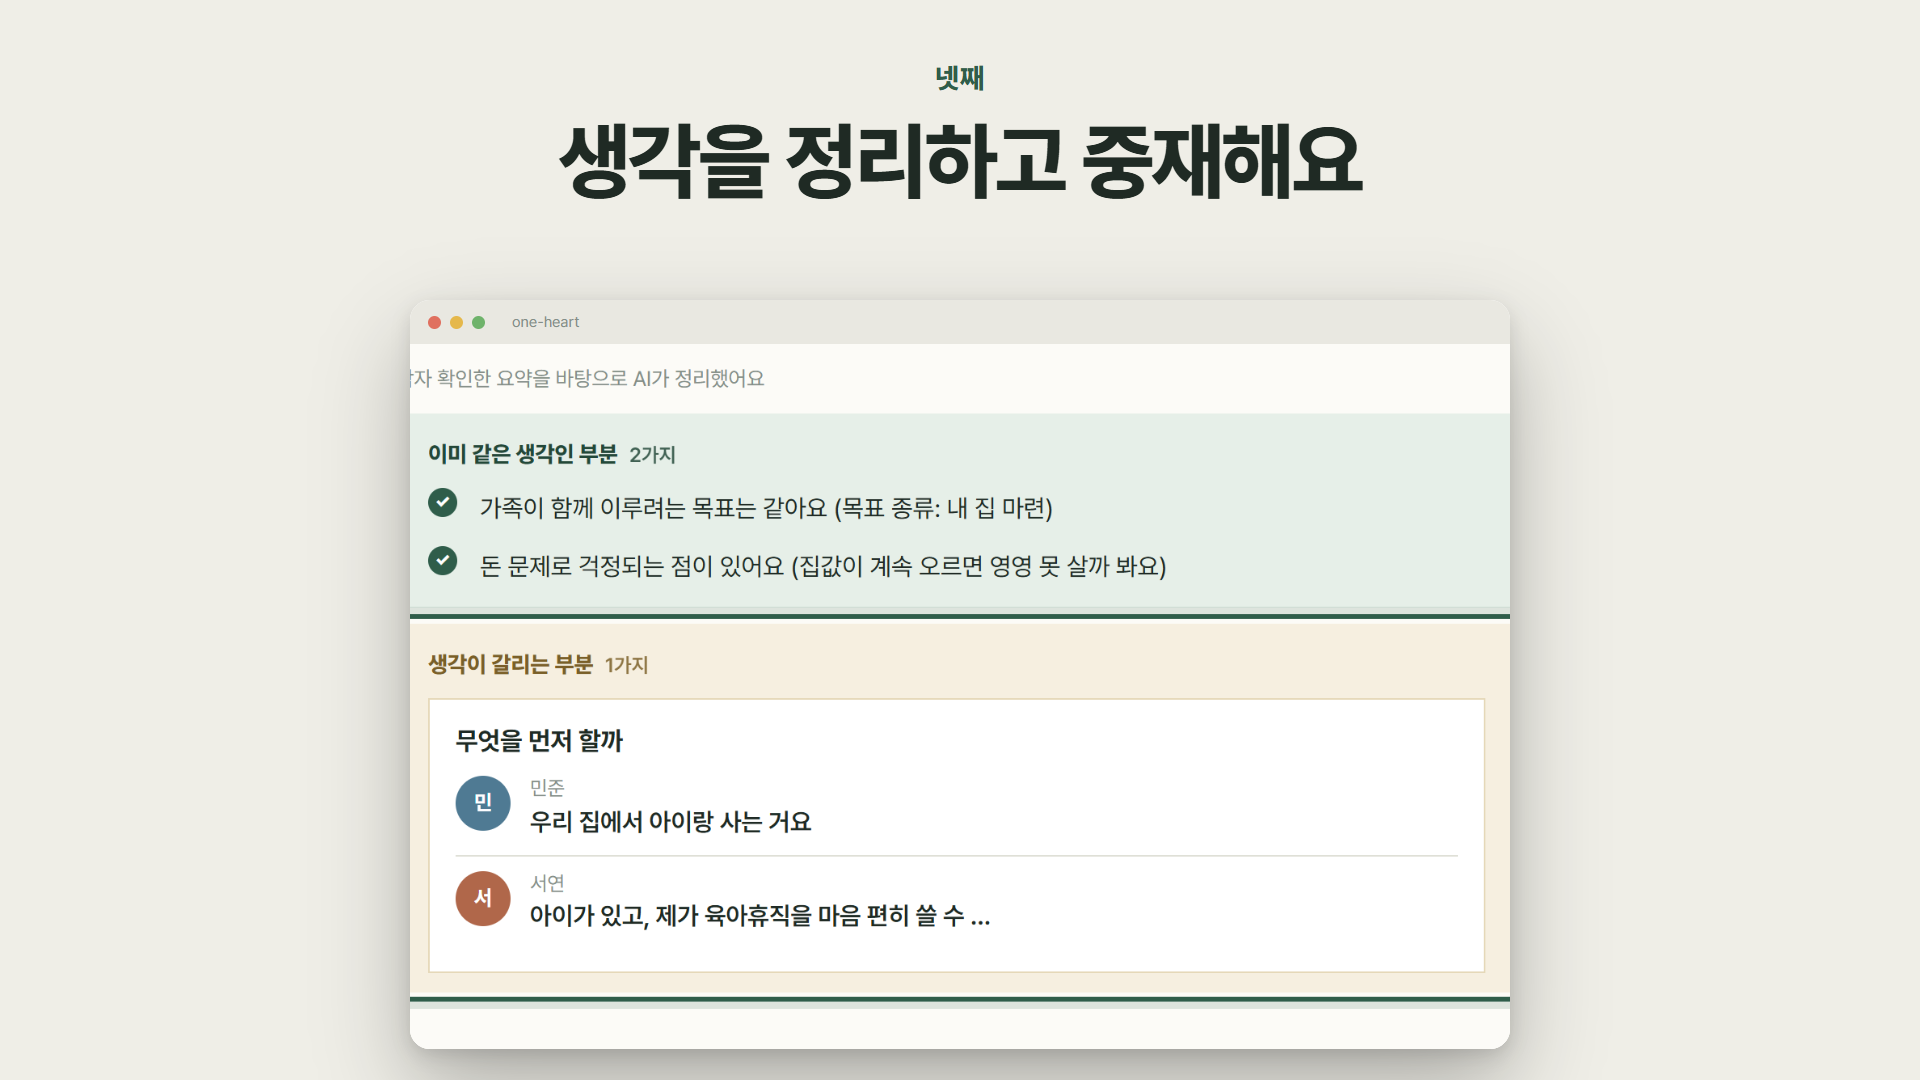 넷째
생각을 정리하고 중재해요
one-heart
확인한 요약을 바탕으로 AI가 정리했어요
이미 같은 생각인 부분 2가지
가족이 함께 이루려는 목표는 같아요 (목표 종류: 내 집 마련)
돈 문제로 걱정되는 점이 있어요 (집값이 계속 오르면 영영 못 살까 봐요)
생각이 갈리는 부분 1가지
무엇을 먼저 할까
민
민준
우리 집에서 아이랑 사는 거요
서
서연
아이가 있고, 제가 육아휴직을 마음 편히 쓸 수 ...